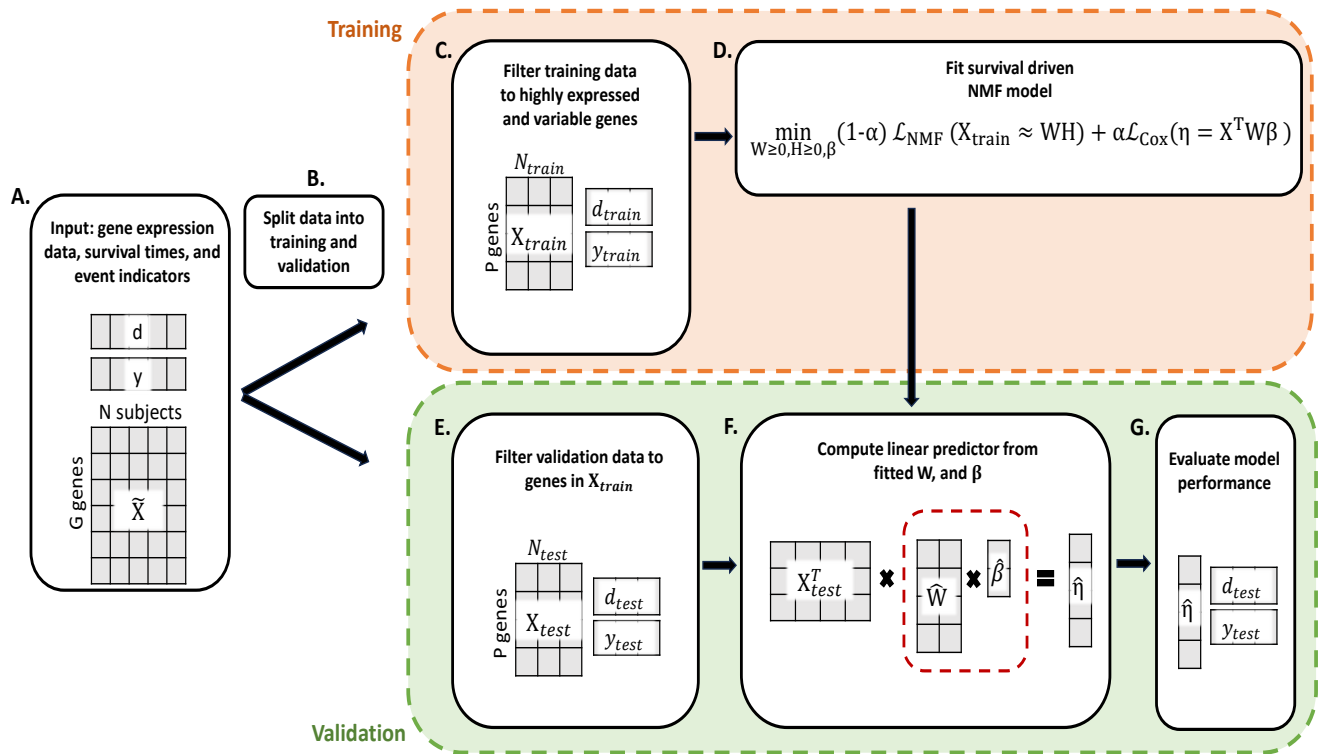 Training
A.
Input: gene expression
data, survival times, and
event indicators
d
y
N subjects
G genes
X̃
B.
Split data into
training and
validation
C.
Filter training data
to highly expressed
and variable genes
N_train
P genes
X_train
d_train
y_train
D.
Fit survival driven
NMF model
min (1-α) ℒ_NMF (X_train ≈ WH) + αℒ_Cox(η = X^T Wβ )
W≥0,H≥0,β
E.
Filter validation data to
genes in X_train
N_test
P genes
X_test
d_test
y_test
F.
Compute linear predictor from
fitted W, and β
X^T_test × Ŵ × β̂ = η̂
G.
Evaluate model
performance
η̂
d_test
y_test
Validation